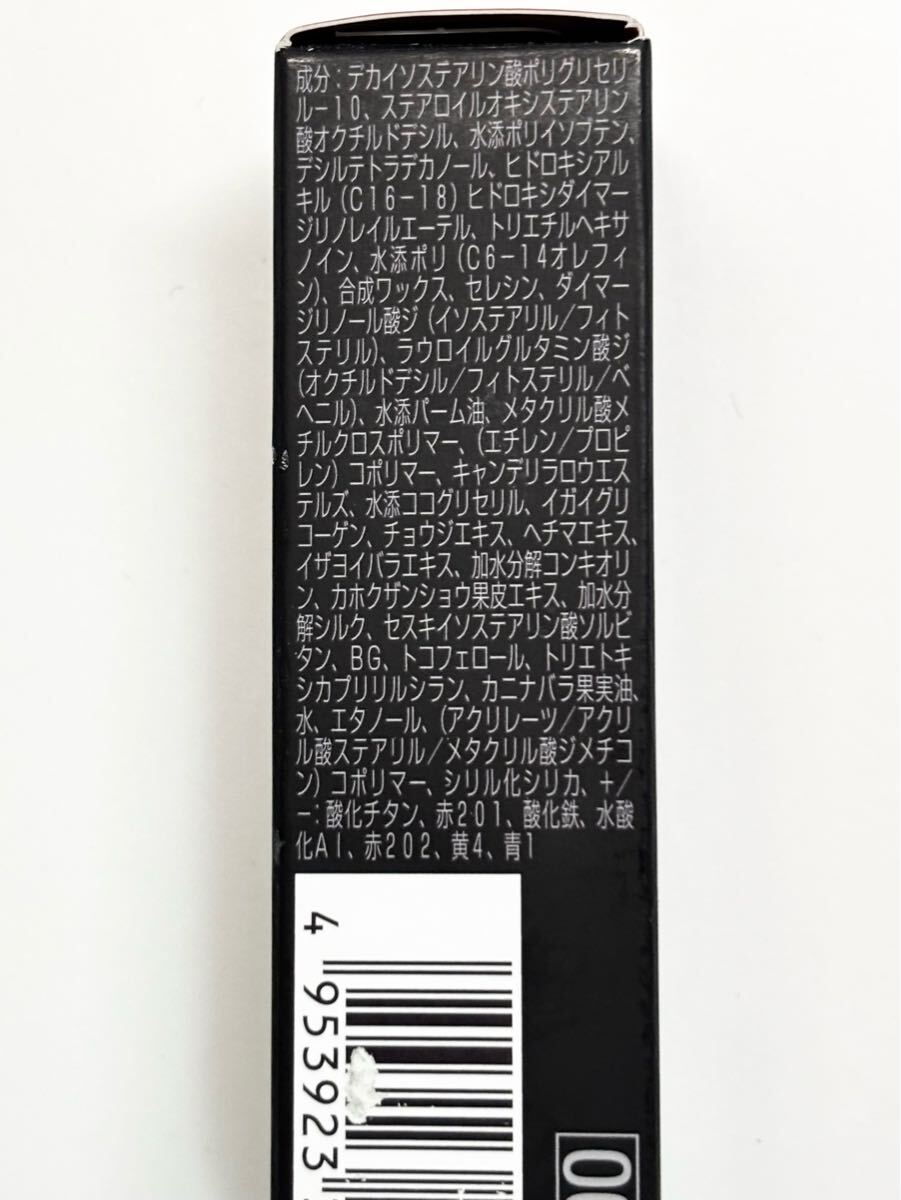 成分:デカイソステアリン酸ポリグリセリ
ル−10、ステアロイルオキシステアリン
酸オクチルドデシル、水添ポリイソブテン、
デシルテトラデカノール、ヒドロキシアル
キル(C16−18)ヒドロキシダイマー
ジリノレイルエーテル、トリエチルヘキサ
ノイン、水添ポリ(C6−14オレフィ
ン)、合成ワックス、セレシン、ダイマー
ジリノール酸ジ(イソステアリル/フィト
ステリル)、ラウロイルグルタミン酸ジ
(オクチルドデシル/フィトステリル/ベ
ヘニル)、水添パーム油、メタクリル酸メ
チルクロスポリマー、(エチレン/プロピ
レン)コポリマー、キャンデリラロウエス
テルズ、水添ココグリセリル、イガイグリ
コーゲン、チョウジエキス、ヘチマエキス、
イザヨイバラエキス、加水分解コンキオリ
ン、カホクザンショウ果皮エキス、加水分
解シルク、セスキイソステアリン酸ソルビ
タン、BG、トコフェロール、トリエトキ
シカプリリルシラン、カニナバラ果実油、
水、エタノール、(アクリレーツ/アクリ
ル酸ステアリル/メタクリル酸ジメチコ
ン)コポリマー、シリル化シリカ、+/
−:酸化チタン、赤201、酸化鉄、水酸
化Al、赤202、黄4、青1
4 953923